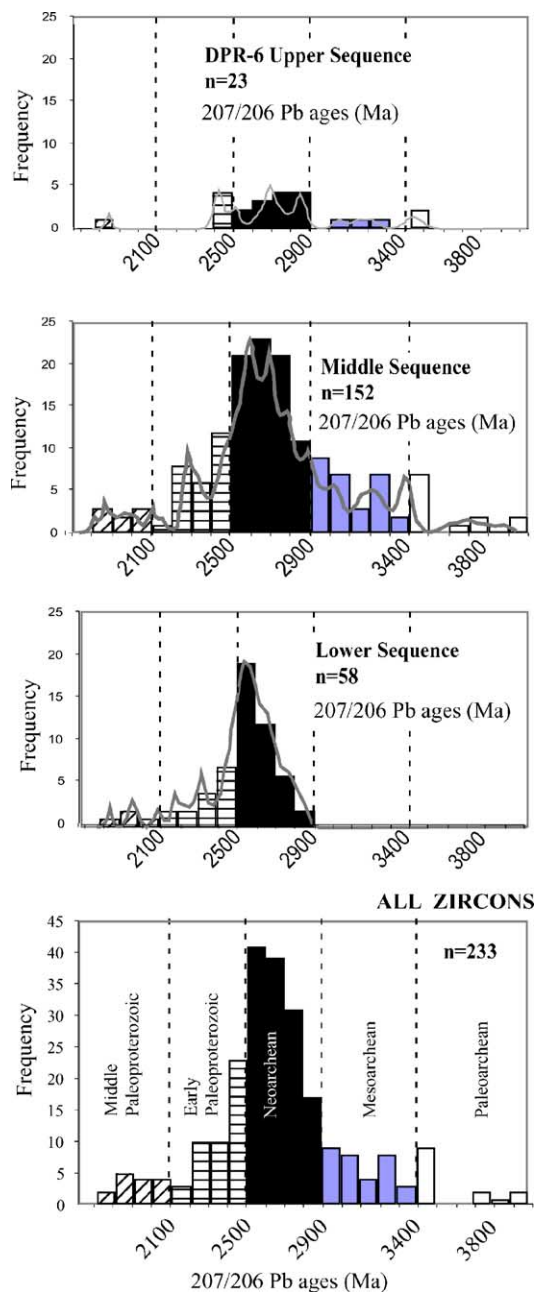 25
20
15
10
5
0
Frequency
DPR-6 Upper Sequence
n=23
207/206 Pb ages (Ma)
2100
2500
2900
3400
3800
25
20
15
10
5
0
Frequency
Middle Sequence
n=152
207/206 Pb ages (Ma)
2100
2500
2900
3400
3800
25
20
15
10
5
0
Frequency
Lower Sequence
n=58
207/206 Pb ages (Ma)
2100
2500
2900
3400
3800
ALL ZIRCONS
45
40
35
30
25
20
15
10
5
0
Frequency
n=233
Middle
Paleoproterozoic
Early
Paleoproterozoic
Neoarchean
Mesoarchean
Paleoarchean
2100
2500
2900
3400
3800
207/206 Pb ages (Ma)